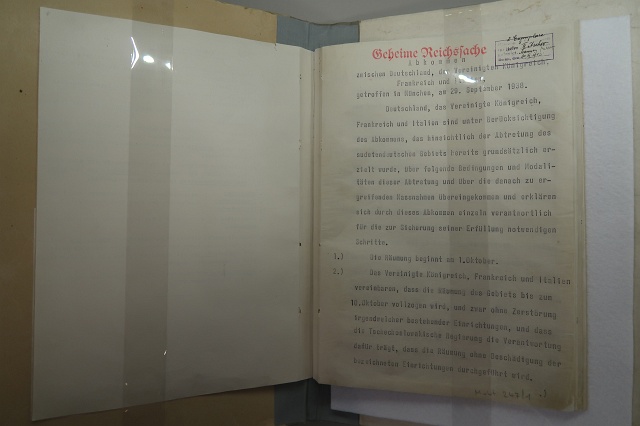 Geheime Reichssache
Abkommen
zwischen Deutschland, dem Vereinigten Königreich,
Frankreich und Italien,
getroffen in München, am 29. September 1938.
Deutschland, das Vereinigte Königreich,
Frankreich und Italien sind unter Berücksichtigung
des Abkommens, das hinsichtlich der Abtretung des
sudetendeutschen Gebiets bereits grundsätzlich er-
zielt wurde, über folgende Bedingungen und Modali-
täten dieser Abtretung und über die danach zu er-
greifenden Massnahmen übereingekommen und erklären
sich durch dieses Abkommen einzeln verantwortlich
für die zur Sicherung seiner Erfüllung notwendigen
Schritte.
1.) Die Räumung beginnt am 1.Oktober.
2.) Das Vereinigte Königreich, Frankreich und Italien
vereinbaren, dass die Räumung des Gebiets bis zum
10.Oktober vollzogen wird, und zwar ohne Zerstörung
irgendwelcher bestehender Einrichtungen, und dass
die Tschechoslowakische Regierung die Verantwortung
dafür trägt, dass die Räumung ohne Beschädigung der
bezeichneten Einrichtungen durchgeführt wird.